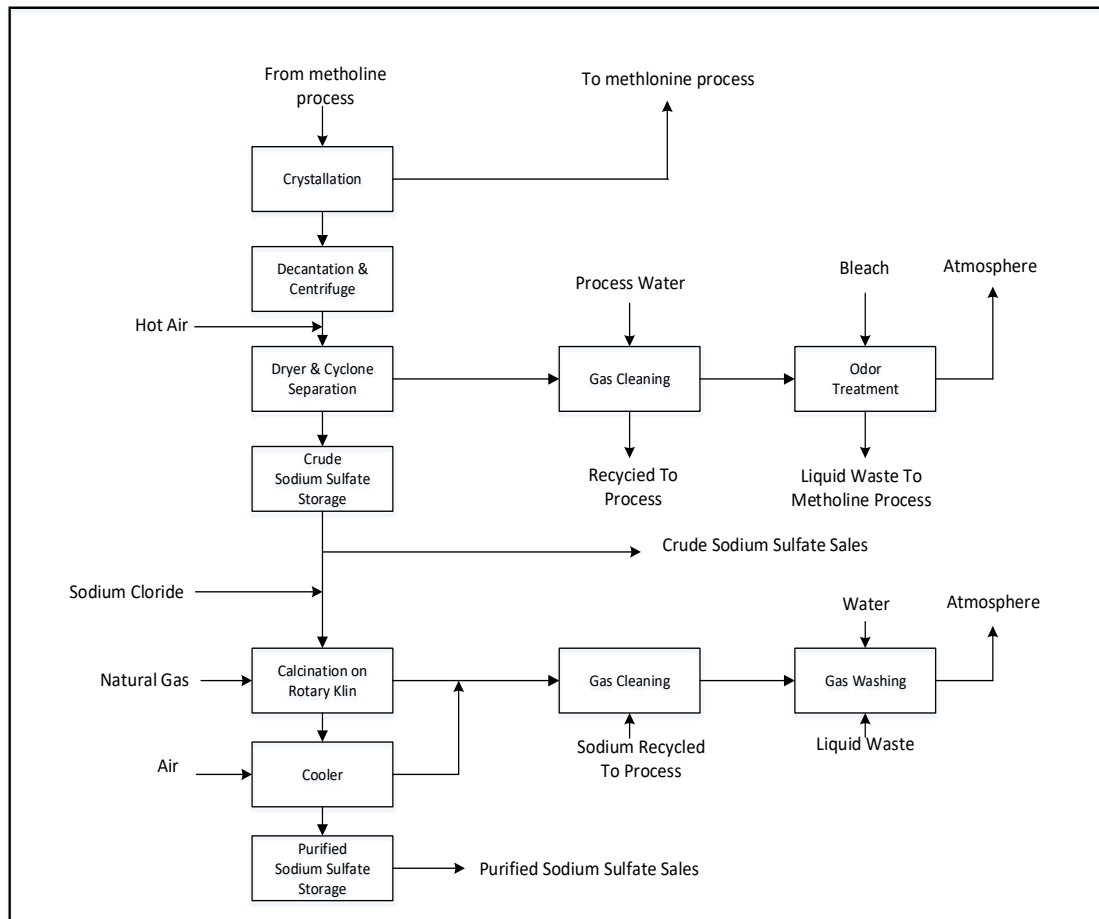 From metholine
process
To methlonine process
Crystallation
Decantation &
Centrifuge
Hot Air
Process Water
Bleach
Atmosphere
Dryer & Cyclone
Separation
Gas Cleaning
Odor
Treatment
Crude
Sodium Sulfate
Storage
Recycied To
Process
Liquid Waste To
Metholine Process
Crude Sodium Sulfate Sales
Sodium Cloride
Water
Atmosphere
Natural Gas
Calcination on
Rotary Klin
Gas Cleaning
Gas Washing
Sodium Recycled
To Process
Liquid Waste
Air
Cooler
Purified
Sodium Sulfate
Storage
Purified Sodium Sulfate Sales